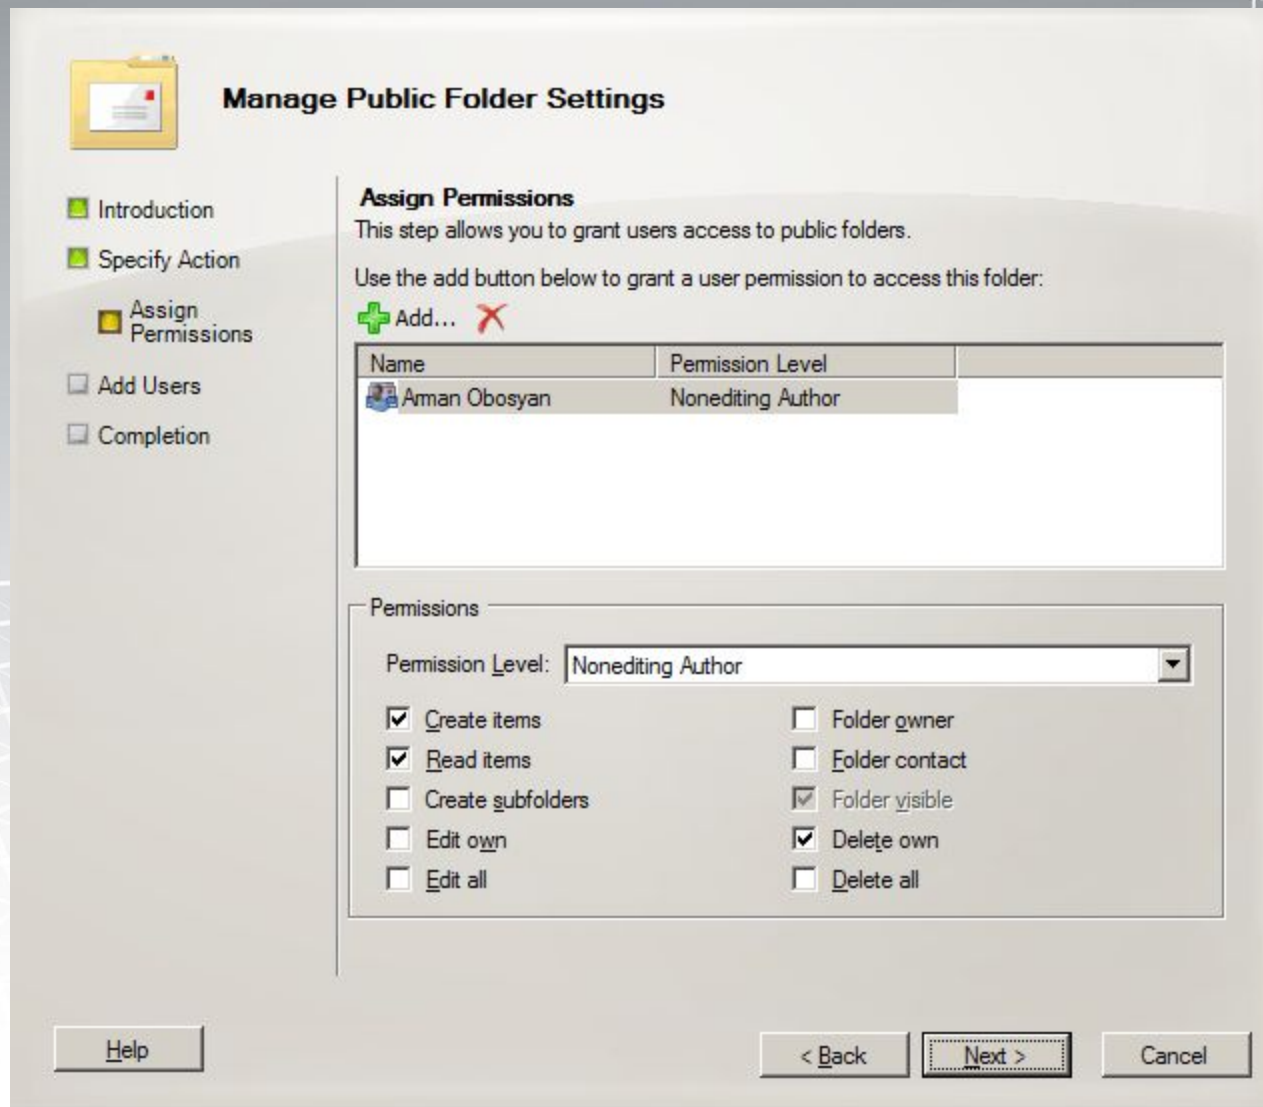 Manage Public Folder Settings
Introduction
Specify Action
Assign
Permissions
Add Users
Completion
Assign Permissions
This step allows you to grant users access to public folders.
Use the add button below to grant a user permission to access this folder:
Add...
Name Permission Level
Arman Obosyan Nonediting Author
Permissions
Permission Level: Nonediting Author
Create items Folder owner
Read items Folder contact
Create subfolders Folder visible
Edit own Delete own
Edit all Delete all
Help < Back Next > Cancel